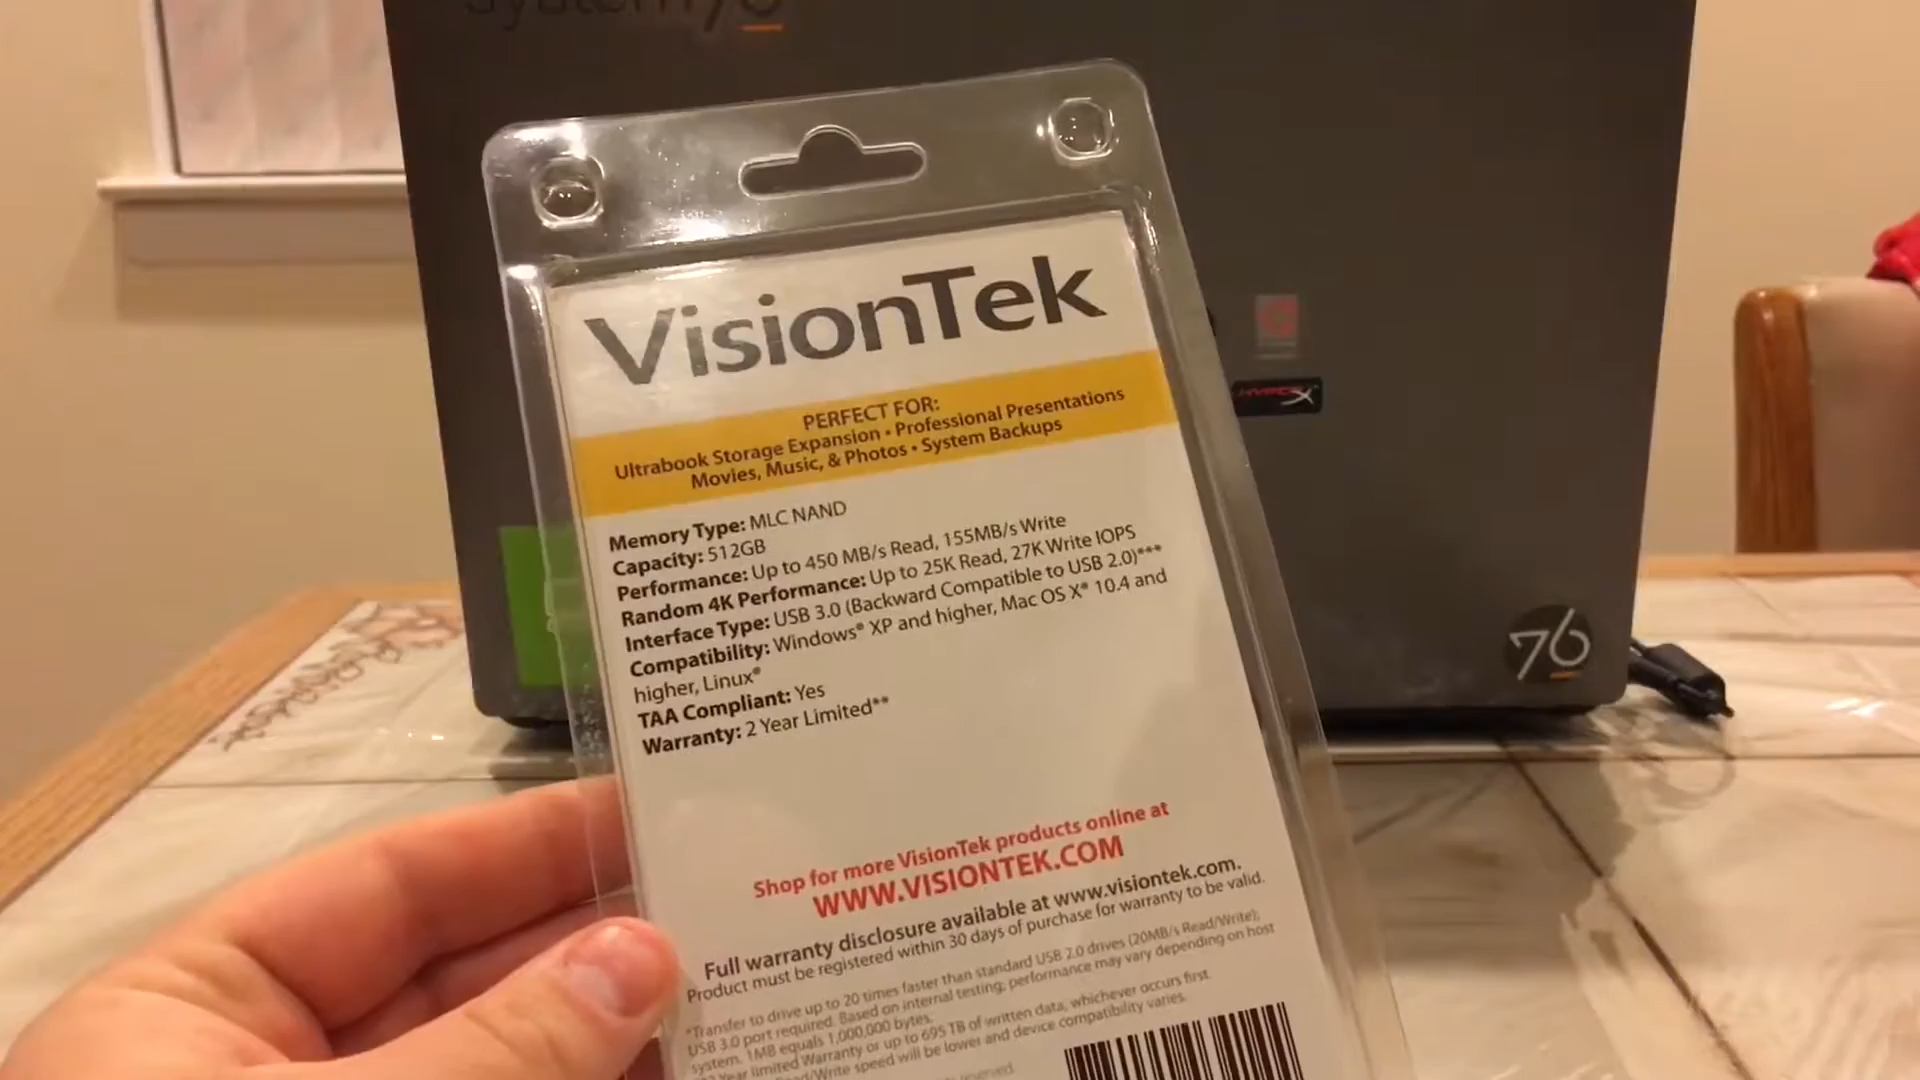 system76
VisionTek
PERFECT FOR:
Ultrabook Storage Expansion • Professional Presentations
Movies, Music, & Photos • System Backups
Memory Type: MLC NAND
Capacity: 512GB
Performance: Up to 450 MB/s Read, 155MB/s Write
Random 4K Performance: Up to 25K Read, 27K Write IOPS
Interface Type: USB 3.0 (Backward Compatible to USB 2.0)***
Compatibility: Windows® XP and higher, Mac OS X® 10.4 and
higher, Linux®
TAA Compliant: Yes
Warranty: 2 Year Limited**
Shop for more VisionTek products online at
WWW.VISIONTEK.COM
Full warranty disclosure available at www.visiontek.com.
Product must be registered within 30 days of purchase for warranty to be valid.
*Transfer to drive up to 20 times faster than standard USB 2.0 drives (20MB/s Read/Write);
USB 3.0 port required. Based on internal testing; performance may vary depending on host
system. 1MB equals 1,000,000 bytes.
Year limited Warranty or up to 695 TB of written data, whichever occurs first.
Read/Write speed will be lower and device compatibility varies.
reserved.
HYPERX
76